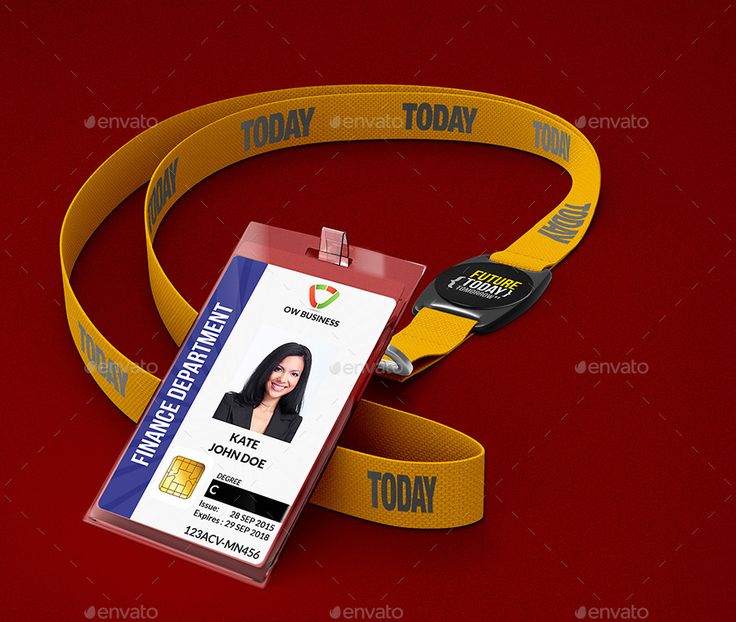 TODAY
TODAY
TODAY
TODAY
TODAY
TODAY
TODAY
FUTURE
{ TODAY }
TOMORROW
OW BUSINESS
FINANCE DEPARTMENT
KATE
JOHN DOE
DEGREE
C
Issue: 28 SEP 2015
Expires : 29 SEP 2018
123ACV-MN456
envato
envato
envato
envato
envato
envato
envato
envato
envato